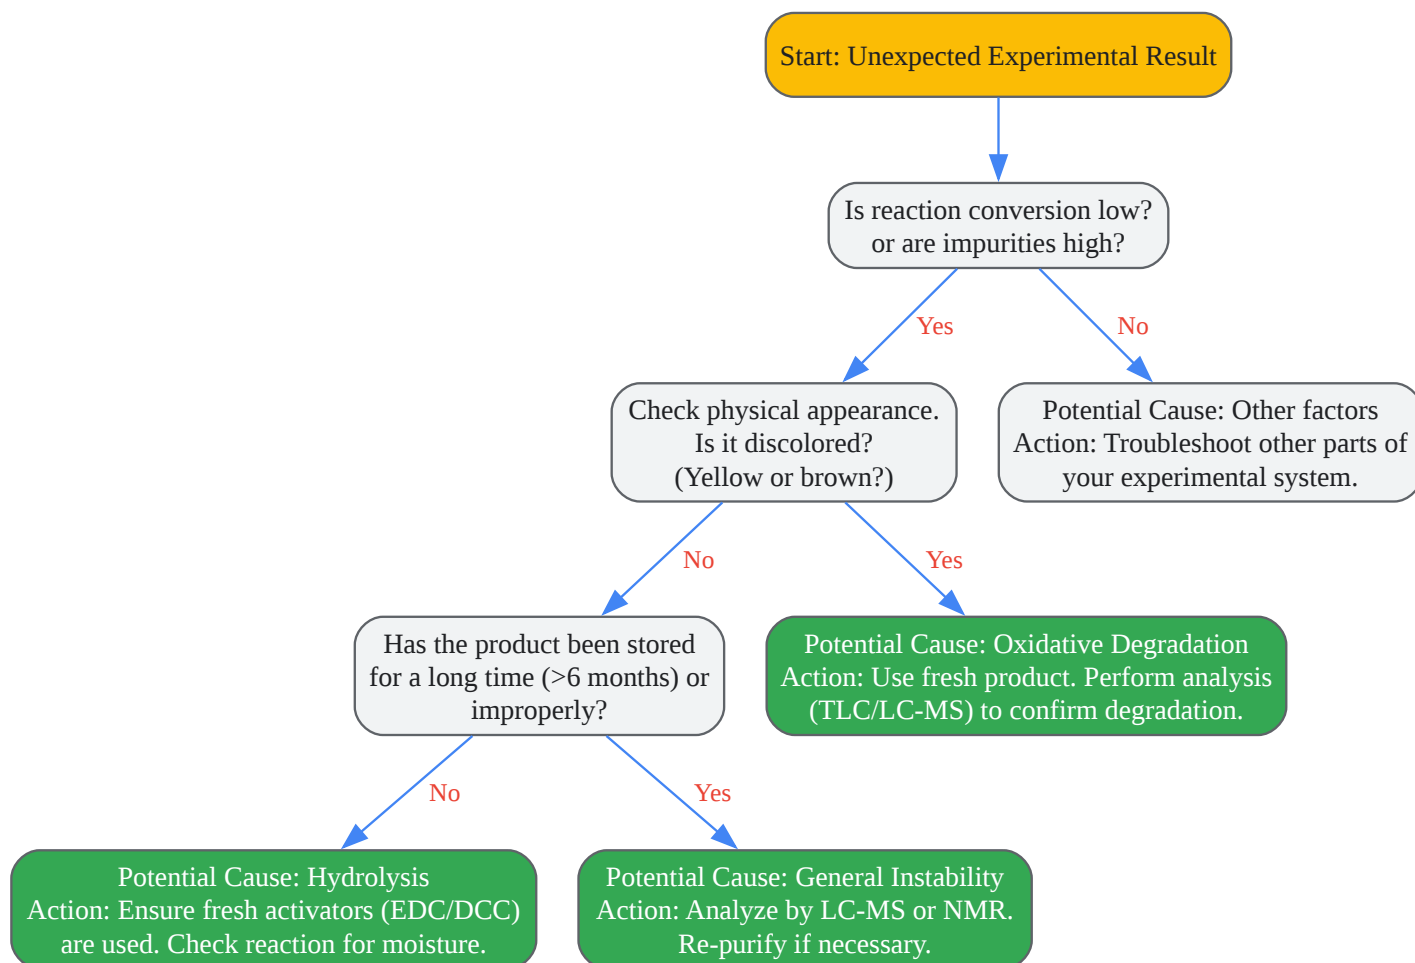 Start: Unexpected Experimental Result
Is reaction conversion low?
or are impurities high?
Yes
No
Check physical appearance.
Is it discolored?
(Yellow or brown?)
Potential Cause: Other factors
Action: Troubleshoot other parts of
your experimental system.
No
Yes
Has the product been stored
for a long time (>6 months) or
improperly?
Potential Cause: Oxidative Degradation
Action: Use fresh product. Perform analysis
(TLC/LC-MS) to confirm degradation.
No
Yes
Potential Cause: Hydrolysis
Action: Ensure fresh activators (EDC/DCC)
are used. Check reaction for moisture.
Potential Cause: General Instability
Action: Analyze by LC-MS or NMR.
Re-purify if necessary.